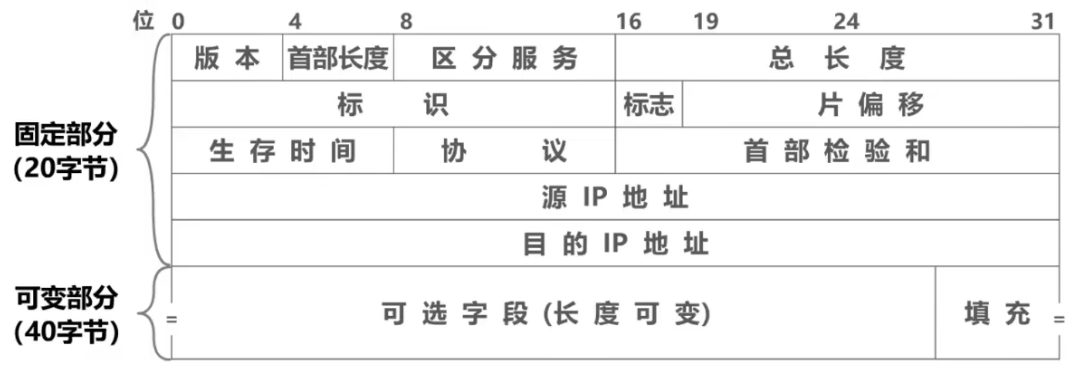 位 0 4 8 16 19 24 31
版本 首部长度 区分服务 总长度
标识 标志 片偏移
固定部分
(20字节)
生存时间 协议 首部检验和
源 IP 地址
目的 IP 地址
可变部分
(40字节)
= 可选字段 (长度可变) 填充 =